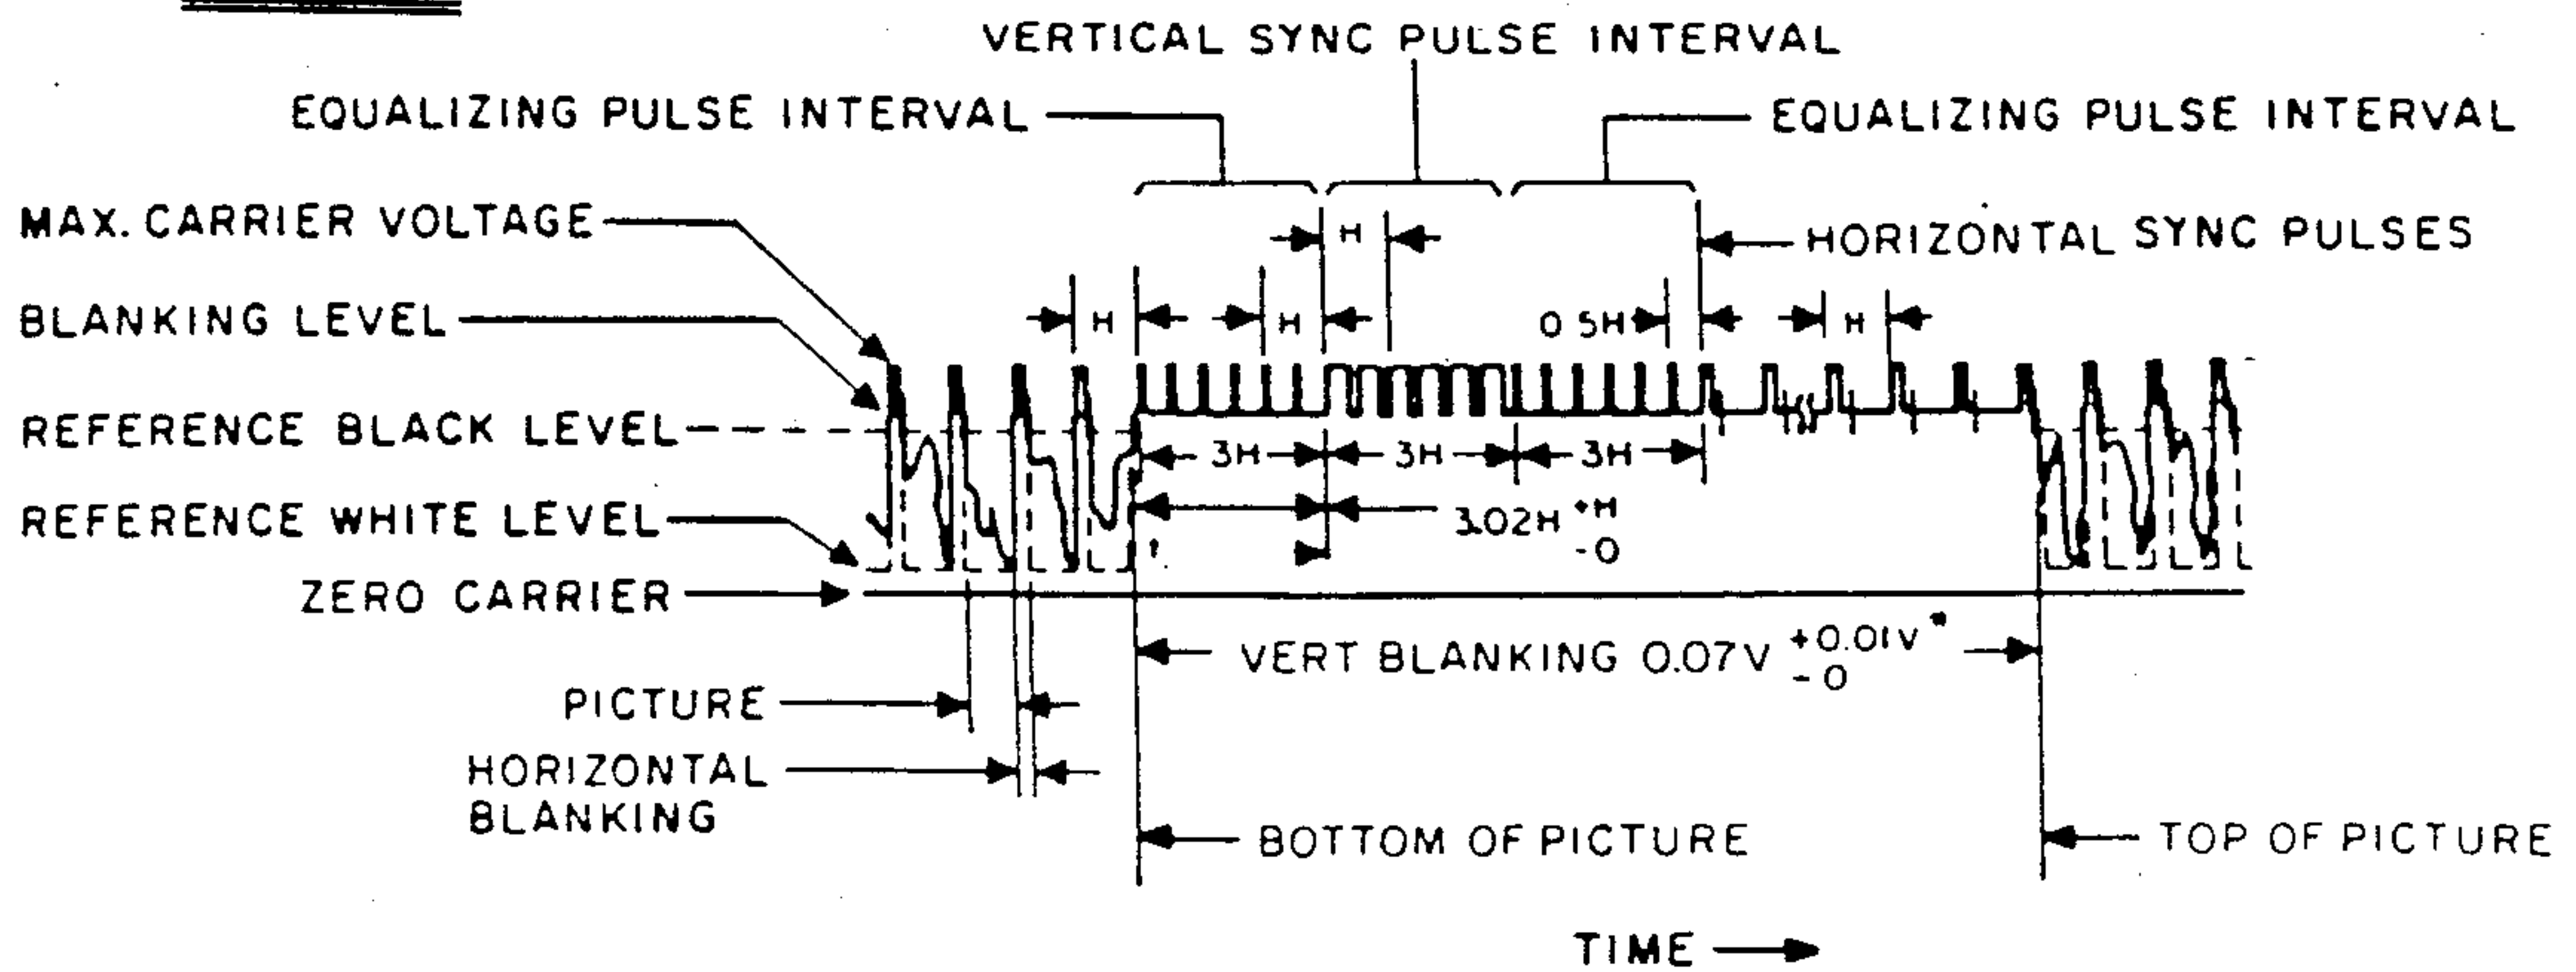 VERTICAL SYNC PULSE INTERVAL
EQUALIZING PULSE INTERVAL
EQUALIZING PULSE INTERVAL
MAX. CARRIER VOLTAGE
H
HORIZONTAL SYNC PULSES
BLANKING LEVEL
H
H
0 5H
H
REFERENCE BLACK LEVEL
3H
3H
3H
REFERENCE WHITE LEVEL
3.02H +H
-0
ZERO CARRIER
VERT BLANKING 0.07V +0.01V*
-0
PICTURE
HORIZONTAL
BLANKING
BOTTOM OF PICTURE
TOP OF PICTURE
TIME